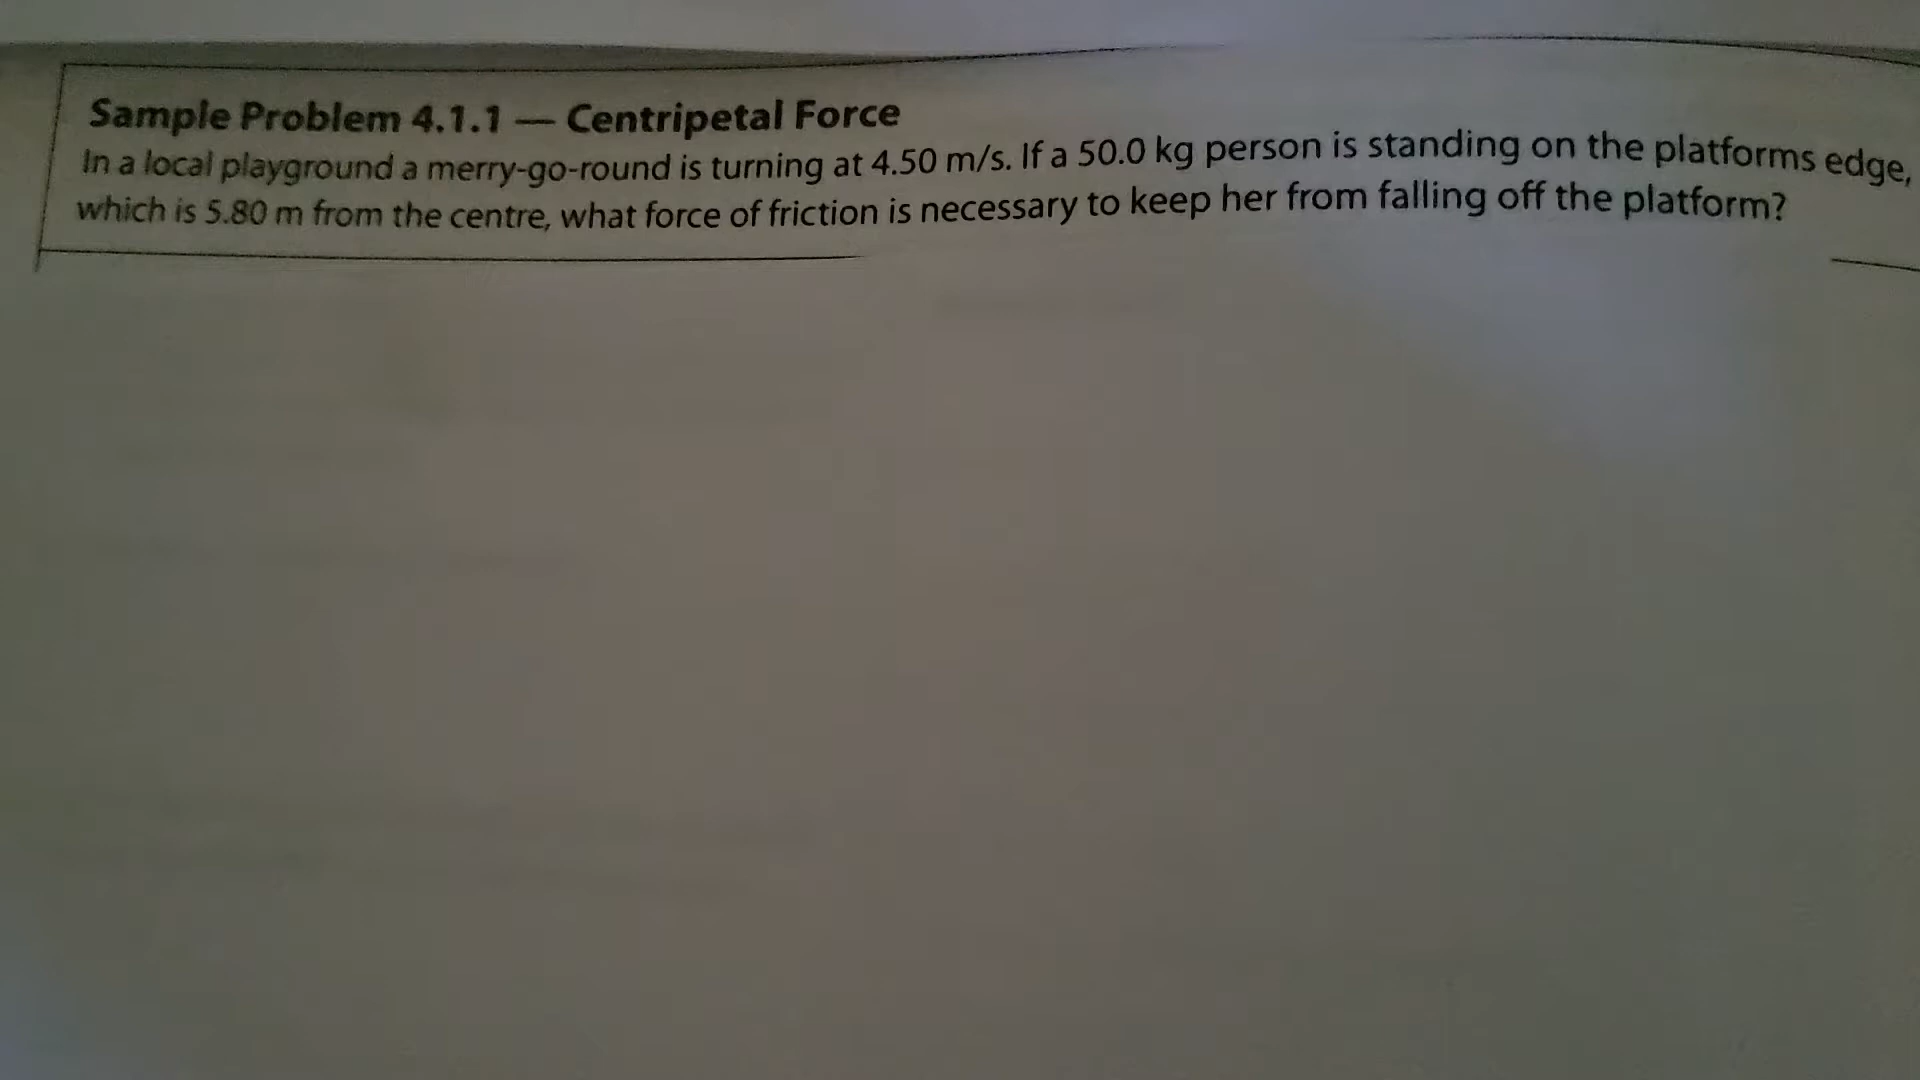 Sample Problem 4.1.1 — Centripetal Force
In a local playground a merry-go-round is turning at 4.50 m/s. If a 50.0 kg person is standing on the platforms edge,
which is 5.80 m from the centre, what force of friction is necessary to keep her from falling off the platform?